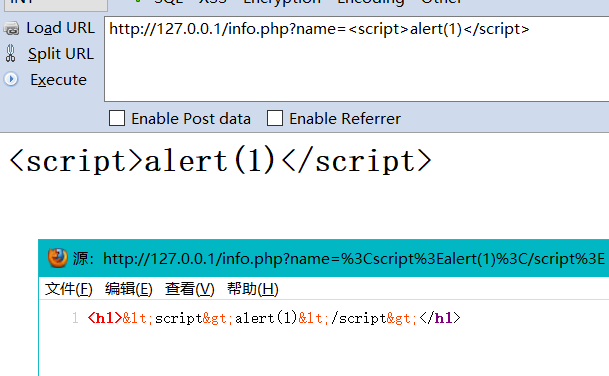 INT SQL XSS Encryption Encoding Other
Load URL
http://127.0.0.1/info.php?name=<script>alert(1)</script>
Split URL
Execute
Enable Post data Enable Referrer
<script>alert(1)</script>
源：http://127.0.0.1/info.php?name=%3Cscript%3Ealert(1)%3C/script%3E
文件(F) 编辑(E) 查看(V) 帮助(H)
1 <h1>&lt;script&gt;alert(1)&lt;/script&gt;</h1>